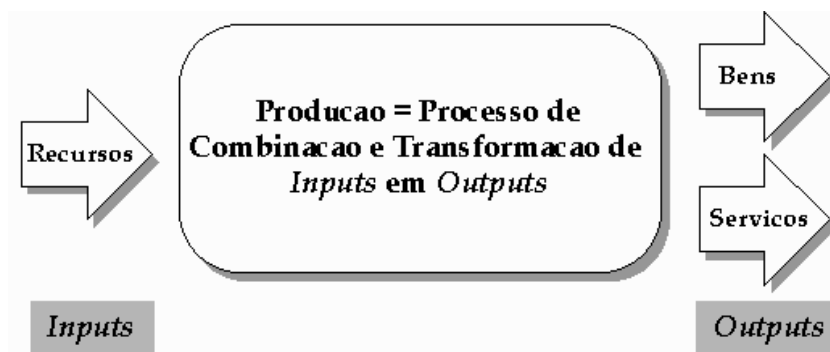 Recursos
Producao = Processo de
Combinacao e Transformacao de
Inputs em Outputs
Bens
Servicos
Inputs
Outputs